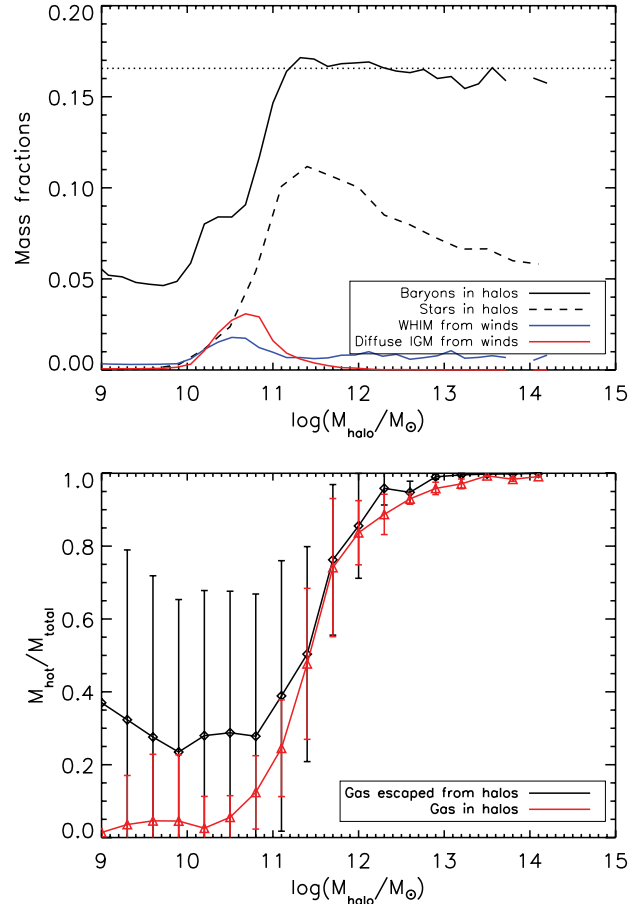 0.20
0.15
0.10
0.05
0.00
Mass fractions
Baryons in halos
Stars in halos
WHIM from winds
Diffuse IGM from winds
9 10 11 12 13 14 15
log(M_halo/M_⊙)
1.0
0.8
0.6
0.4
0.2
0.0
M_hot/M_total
Gas escaped from halos
Gas in halos
9 10 11 12 13 14 15
log(M_halo/M_⊙)